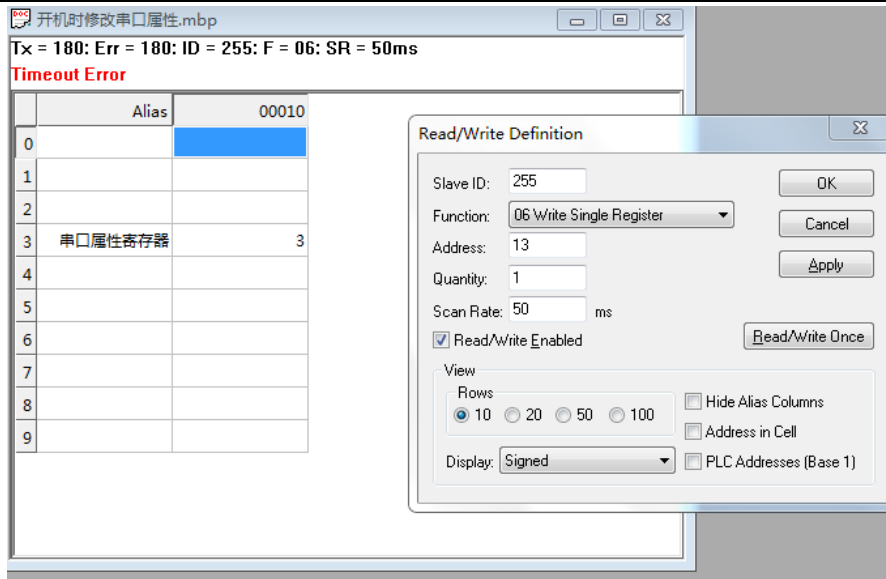 开机时修改串口属性.mbp
Tx = 180: Err = 180: ID = 255: F = 06: SR = 50ms
Timeout Error
Alias 00010
0
1
2
3 串口属性寄存器 3
4
5
6
7
8
9
Read/Write Definition
Slave ID: 255
OK
Function: 06 Write Single Register
Cancel
Address: 13
Apply
Quantity: 1
Scan Rate: 50 ms
Read/Write Enabled
Read/Write Once
View
Rows
10 20 50 100
Hide Alias Columns
Address in Cell
Display: Signed
PLC Addresses (Base 1)